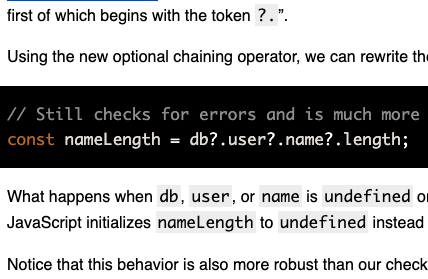 first of which begins with the token ?.”.
Using the new optional chaining operator, we can rewrite the
// Still checks for errors and is much more
const nameLength = db?.user?.name?.length;
What happens when db, user, or name is undefined or
JavaScript initializes nameLength to undefined instead
Notice that this behavior is also more robust than our check